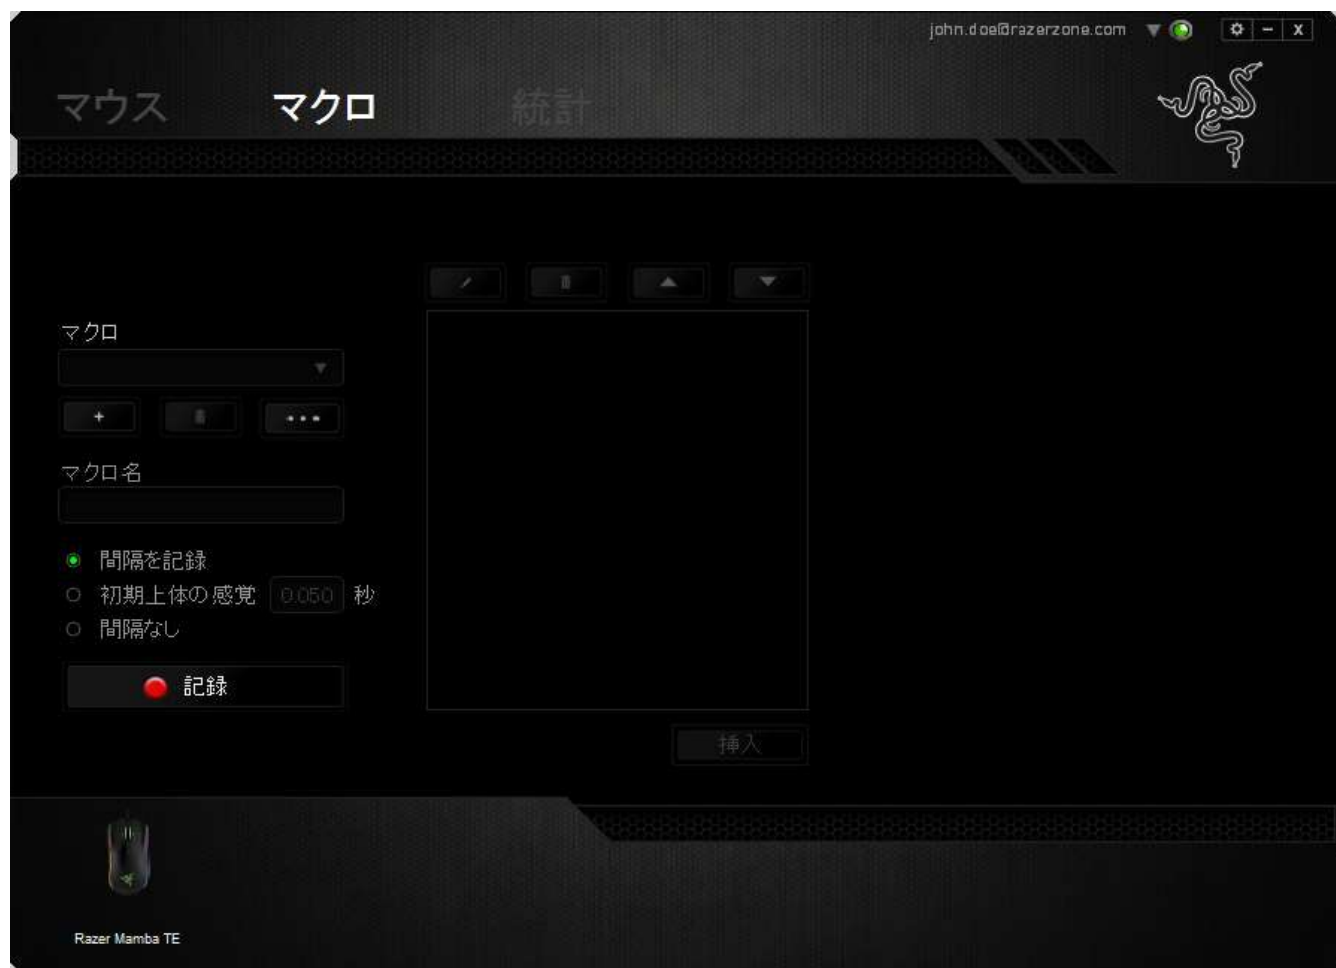 john.doe@razerzone.com
マウス マクロ 統計
マクロ
マクロ名
間隔を記録
初期上体の感覚 0.050 秒
間隔なし
記録
挿入
Razer Mamba TE